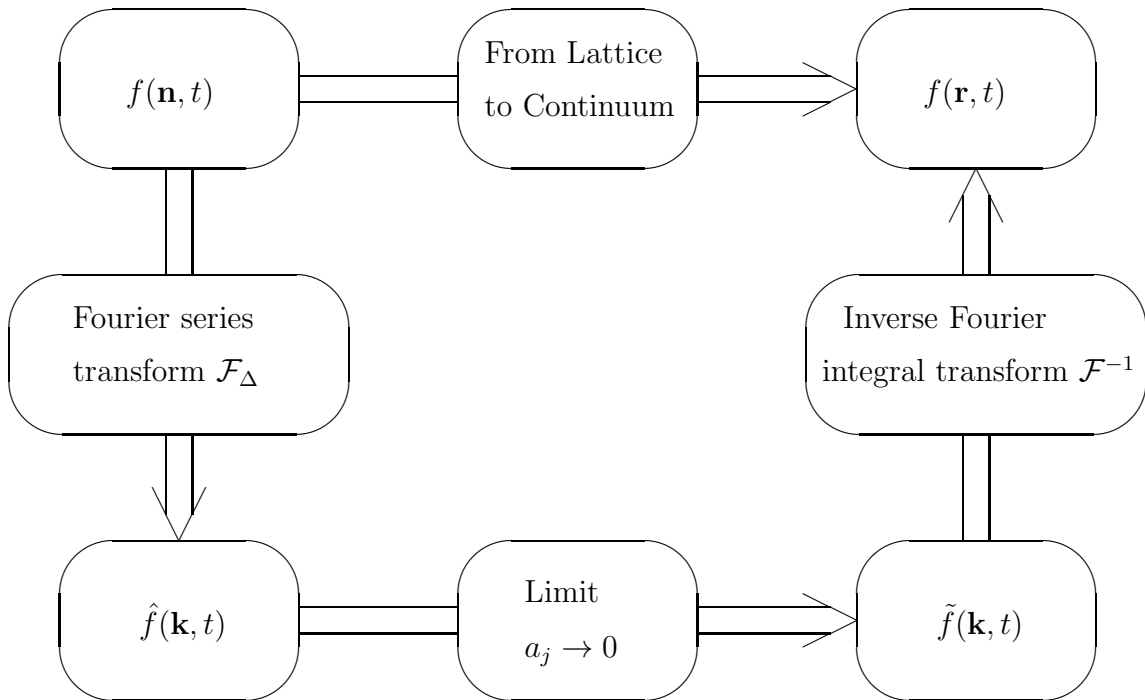 f(n, t)
From Lattice
to Continuum
f(r, t)
Fourier series
transform ℱ_Δ
Inverse Fourier
integral transform ℱ⁻¹
f̂(k, t)
Limit
a_j → 0
f̃(k, t)